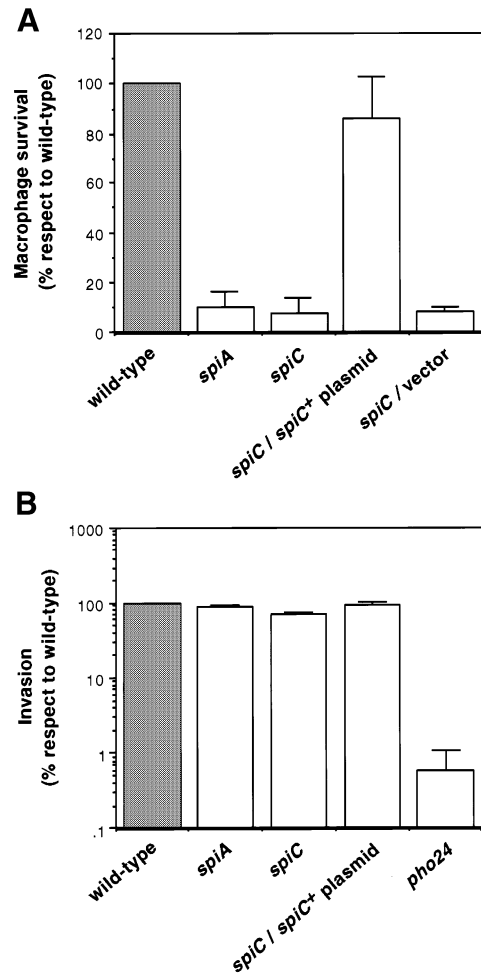 A
Macrophage survival
(% respect to wild-type)
120
100
80
60
40
20
0
wild-type
spiA
spiC
spiC / spiC+ plasmid
spiC / vector
B
Invasion
(% respect to wild-type)
1000
100
10
1
.1
wild-type
spiA
spiC
spiC / spiC+ plasmid
pho24